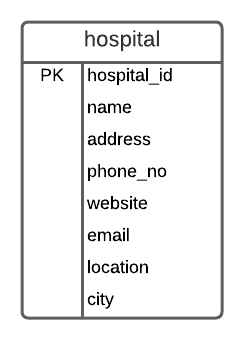 hospital
PK hospital_id
name
address
phone_no
website
email
location
city